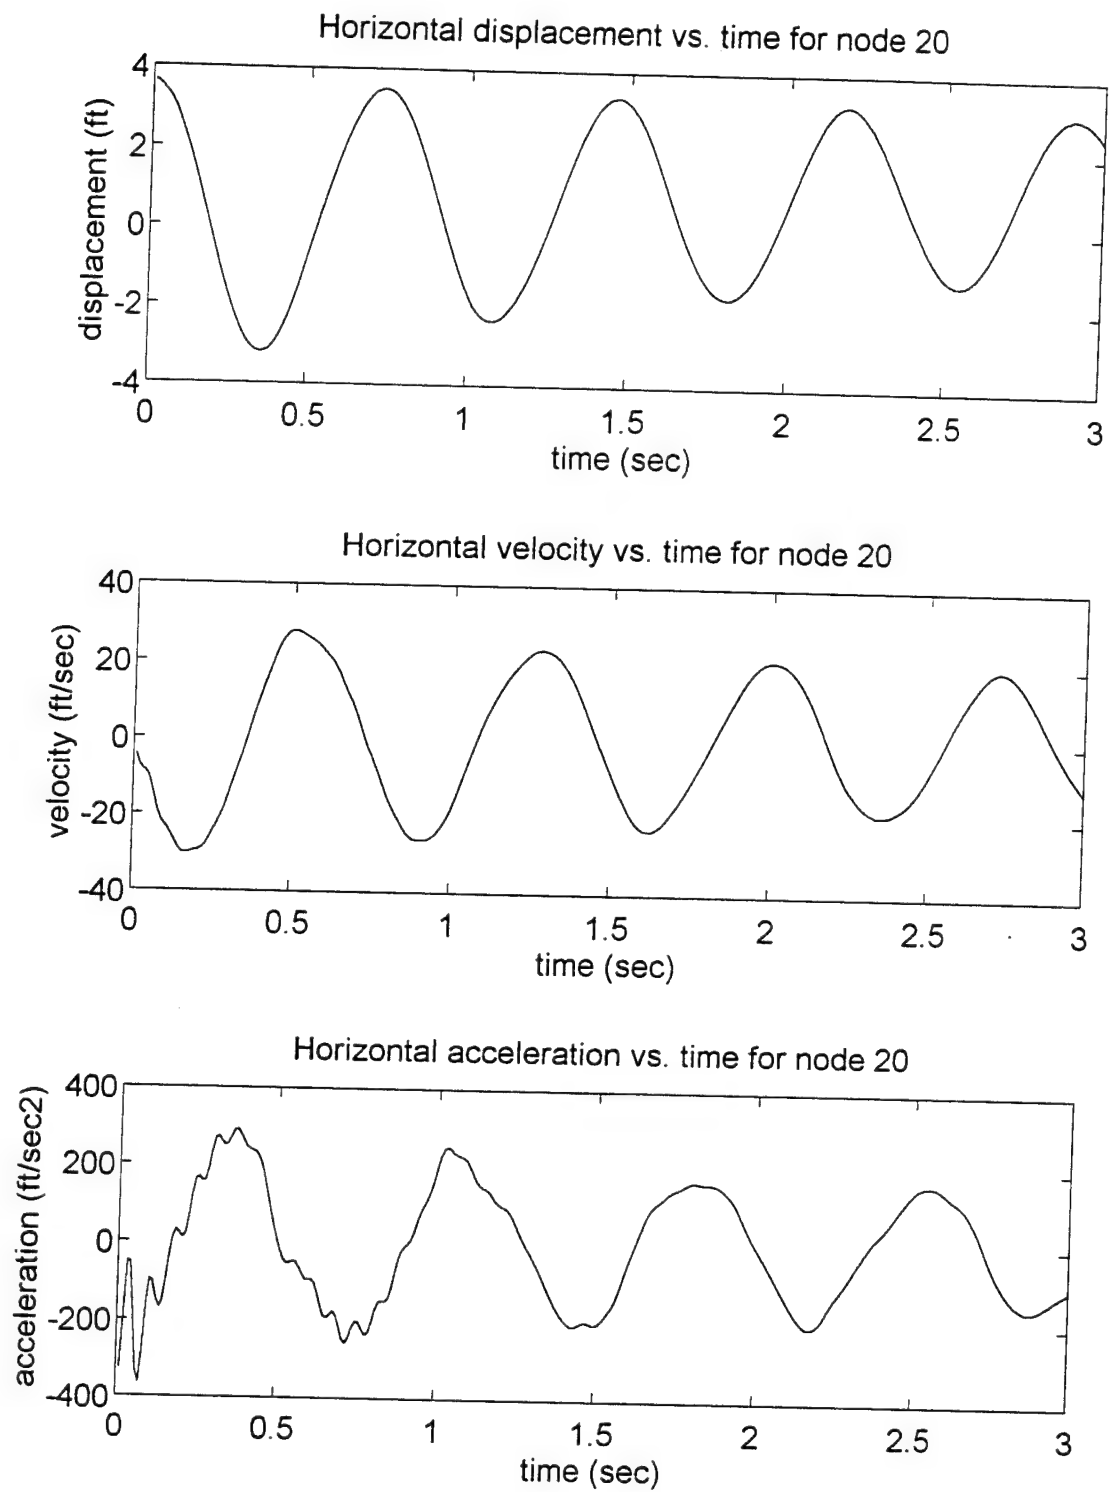 Horizontal displacement vs. time for node 20
4
2
0
-2
-4
displacement (ft)
0 0.5 1 1.5 2 2.5 3
time (sec)
Horizontal velocity vs. time for node 20
40
20
0
-20
-40
velocity (ft/sec)
0 0.5 1 1.5 2 2.5 3
time (sec)
Horizontal acceleration vs. time for node 20
400
200
0
-200
-400
acceleration (ft/sec2)
0 0.5 1 1.5 2 2.5 3
time (sec)